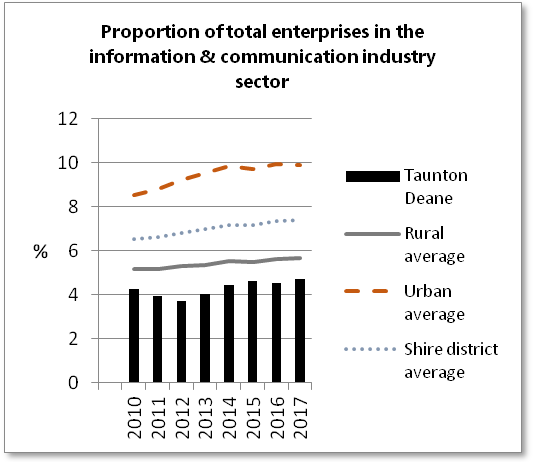 Proportion of total enterprises in the
information & communication industry
sector
12
10
8
6
4
2
0
%
2010
2011
2012
2013
2014
2015
2016
2017
Taunton
Deane
Rural
average
Urban
average
Shire district
average